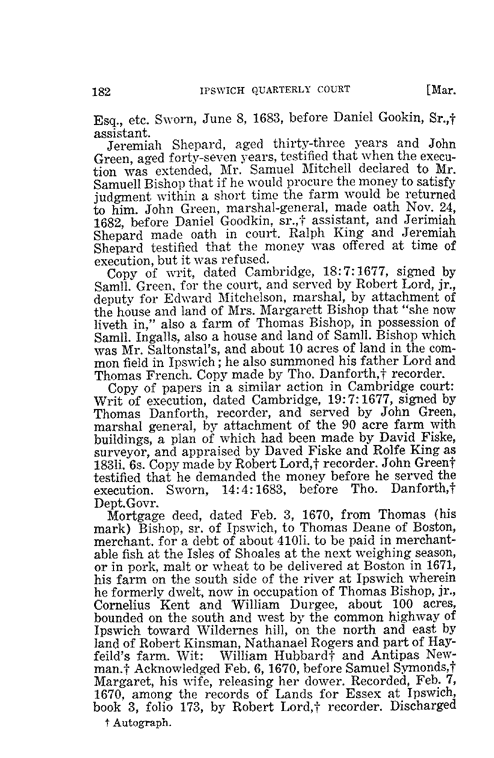 182 IPSWICH QUARTERLY COURT [Mar.
Esq., etc. Sworn, June 8, 1683, before Daniel Gookin, Sr.,†
assistant.
Jeremiah Shepard, aged thirty-three years and John
Green, aged forty-seven years, testified that when the execu-
tion was extended, Mr. Samuel Mitchell declared to Mr.
Samuell Bishop that if he would procure the money to satisfy
judgment within a short time the farm would be returned
to him. John Green, marshal-general, made oath Nov. 24,
1682, before Daniel Goodkin, sr.,† assistant, and Jerimiah
Shepard made oath in court. Ralph King and Jeremiah
Shepard testified that the money was offered at time of
execution, but it was refused.
Copy of writ, dated Cambridge, 18:7:1677, signed by
Samll. Green, for the court, and served by Robert Lord, jr.,
deputy for Edward Mitchelson, marshal, by attachment of
the house and land of Mrs. Margarett Bishop that "she now
liveth in," also a farm of Thomas Bishop, in possession of
Samll. Ingalls, also a house and land of Samll. Bishop which
was Mr. Saltonstal's, and about 10 acres of land in the com-
mon field in Ipswich; he also summoned his father Lord and
Thomas French. Copy made by Tho. Danforth,† recorder.
Copy of papers in a similar action in Cambridge court:
Writ of execution, dated Cambridge, 19:7:1677, signed by
Thomas Danforth, recorder, and served by John Green,
marshal general, by attachment of the 90 acre farm with
buildings, a plan of which had been made by David Fiske,
surveyor, and appraised by Daved Fiske and Rolfe King as
183li. 6s. Copy made by Robert Lord,† recorder. John Green†
testified that he demanded the money before he served the
execution. Sworn, 14:4:1683, before Tho. Danforth,†
Dept.Govr.
Mortgage deed, dated Feb. 3, 1670, from Thomas (his
mark) Bishop, sr. of Ipswich, to Thomas Deane of Boston,
merchant. for a debt of about 410li. to be paid in merchant-
able fish at the Isles of Shoales at the next weighing season,
or in pork, malt or wheat to be delivered at Boston in 1671,
his farm on the south side of the river at Ipswich wherein
he formerly dwelt, now in occupation of Thomas Bishop, jr.,
Cornelius Kent and William Durgee, about 100 acres,
bounded on the south and west by the common highway of
Ipswich toward Wildernes hill, on the north and east by
land of Robert Kinsman, Nathanael Rogers and part of Hay-
feild's farm. Wit: William Hubbard† and Antipas New-
man.† Acknowledged Feb. 6, 1670, before Samuel Symonds,†
Margaret, his wife, releasing her dower. Recorded, Feb. 7,
1670, among the records of Lands for Essex at Ipswich,
book 3, folio 173, by Robert Lord,† recorder. Discharged
† Autograph.